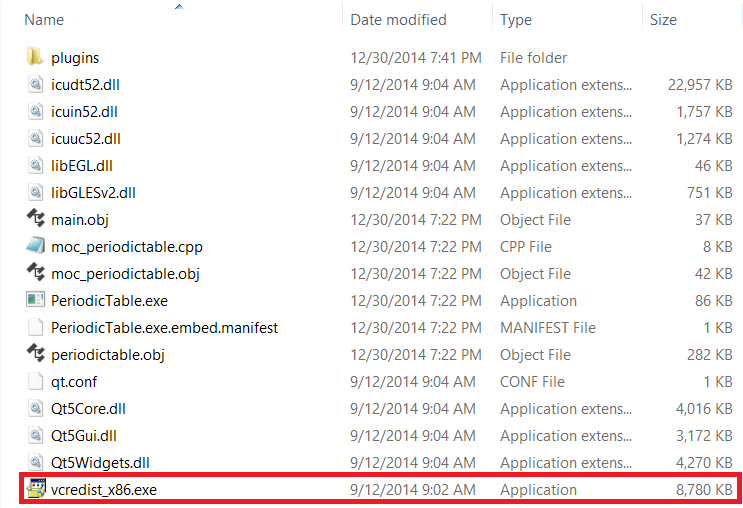 Name Date modified Type Size
plugins 12/30/2014 7:41 PM File folder
icudt52.dll 9/12/2014 9:04 AM Application extens... 22,957 KB
icuin52.dll 9/12/2014 9:04 AM Application extens... 1,757 KB
icuuc52.dll 9/12/2014 9:04 AM Application extens... 1,274 KB
libEGL.dll 9/12/2014 9:04 AM Application extens... 46 KB
libGLESv2.dll 9/12/2014 9:04 AM Application extens... 751 KB
main.obj 12/30/2014 7:22 PM Object File 37 KB
moc_periodictable.cpp 12/30/2014 7:22 PM CPP File 8 KB
moc_periodictable.obj 12/30/2014 7:22 PM Object File 42 KB
PeriodicTable.exe 12/30/2014 7:22 PM Application 86 KB
PeriodicTable.exe.embed.manifest 12/30/2014 7:22 PM MANIFEST File 1 KB
periodictable.obj 12/30/2014 7:22 PM Object File 282 KB
qt.conf 9/12/2014 9:04 AM CONF File 1 KB
Qt5Core.dll 9/12/2014 9:04 AM Application extens... 4,016 KB
Qt5Gui.dll 9/12/2014 9:04 AM Application extens... 3,172 KB
Qt5Widgets.dll 9/12/2014 9:04 AM Application extens... 4,270 KB
vcredist_x86.exe 9/12/2014 9:02 AM Application 8,780 KB